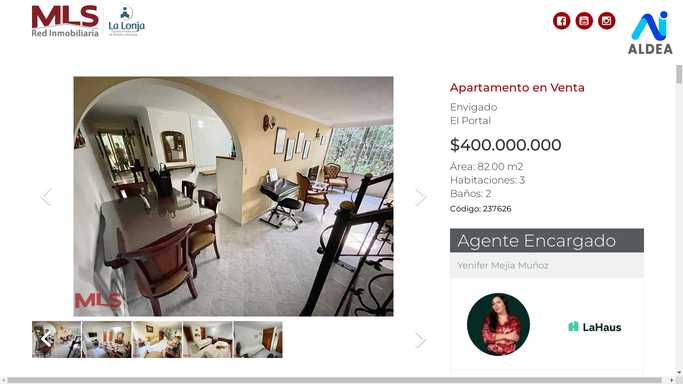 MLS
Red Inmobiliaria
La Lonja
ALDEA
Apartamento en Venta
Envigado
El Portal
$400.000.000
Área: 82.00 m2
Habitaciones: 3
Baños: 2
Código: 237626
Agente Encargado
Yenifer Mejía Muñoz
LaHaus
MLS